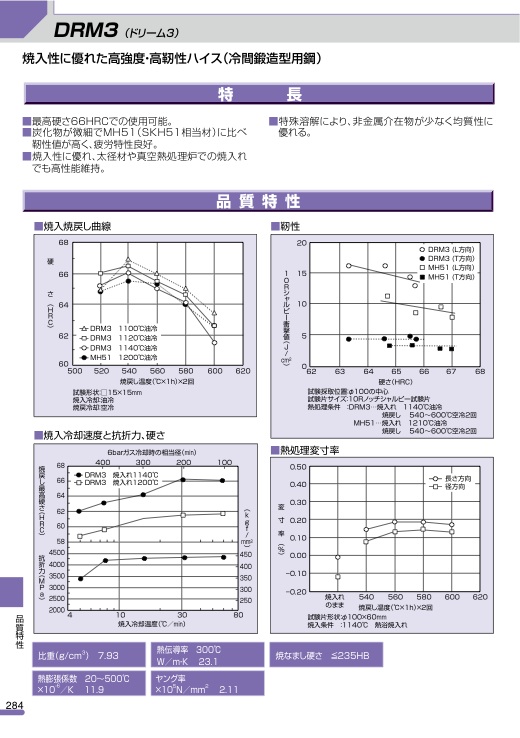 DRM3（ドリーム3）
焼入性に優れた高強度・高靭性ハイス（冷間鍛造型用鋼）
特 長
■最高硬さ66HRCでの使用可能。
■炭化物が微細でMH51（SKH51相当材）に比べ
靭性値が高く、疲労特性良好。
■焼入性に優れ、太径材や真空熱処理炉での焼入れ
でも高性能維持。
■特殊溶解により、非金属介在物が少なく均質性に
優れる。
品質特性
■焼入焼戻し曲線
硬さ（HRC）
68
66
64
62
60
500 520 540 560 580 600 620
DRM3 1100℃油冷
DRM3 1120℃油冷
DRM3 1140℃油冷
MH51 1200℃油冷
焼戻し温度（℃×1h）×2回
試験形状：□15×15mm
焼入冷却：油冷
焼戻冷却：空冷
■靭性
10Rシャルピー衝撃値（J/cm²）
20
15
10
5
0
62 63 64 65 66 67 68
DRM3（L方向）
DRM3（T方向）
MH51（L方向）
MH51（T方向）
硬さ（HRC）
試験採取位置：φ100の中心
試験片サイズ：10Rノッチシャルピー試験片
熱処理条件 ：DRM3…焼入れ 1140℃油冷
焼戻し 540～600℃空冷2回
MH51…焼入れ 1210℃油冷
焼戻し 540～600℃空冷2回
■焼入冷却速度と抗折力、硬さ
6barガス冷却時の相当径（min）
400 300 200 100
焼戻し最高硬さ（HRC）
68
66
64
62
60
58
DRM3 焼入れ1140℃
DRM3 焼入れ1200℃
抗折力（MPa）
4500
4000
3500
3000
2500
2000
（kgf/mm²）
450
400
350
300
250
4 10 30 80
焼入冷却温度（℃／min）
■熱処理変寸率
変寸率（%）
0.50
0.40
0.30
0.20
0.10
0.00
−0.10
−0.20
長さ方向
径方向
焼入れのまま 540 560 580 600 620
焼戻し温度（℃×1h）×2回
試験片形状：φ100×60mm
焼入条件 ：1140℃ 熱浴焼入れ
比重（g/cm³） 7.93
熱伝導率 300℃
W／m·K 23.1
焼なまし硬さ ≦235HB
熱膨張係数 20～500℃
×10⁻⁶／K 11.9
ヤング率
×10⁵N／mm² 2.11
品質特性
284